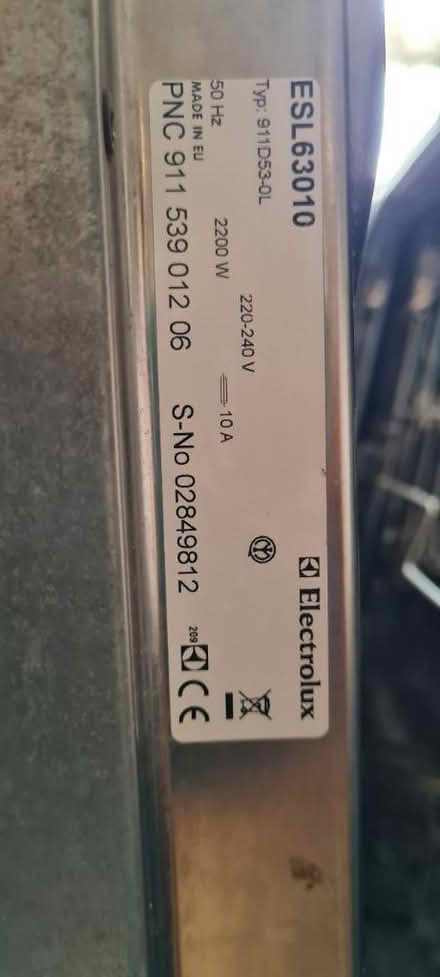 ESL63010
Electrolux
Typ: 911D53-0L
220-240 V
50 Hz
2200 W
10 A
MADE IN EU
PNC 911 539 012 06
S-No 02849812
209
CE